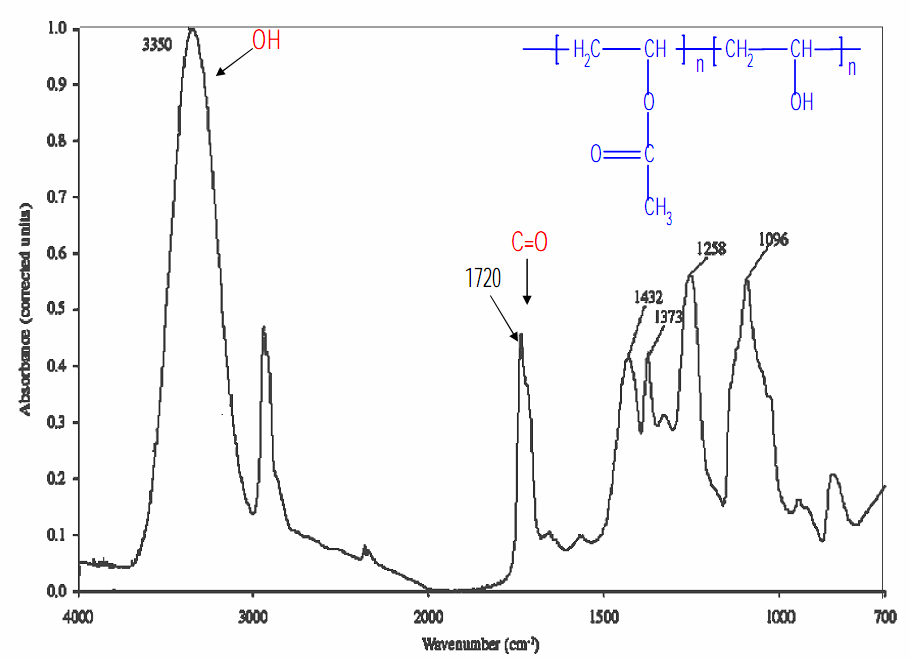 1.0
3350
OH
0.9
0.8
0.7
0.6
0.5
0.4
0.3
0.2
0.1
0.0
Absorbance (corrected units)
[H₂C CH ]n [CH₂ CH ]n
O OH
O C
CH₃
C=O
1720
1432
1373
1258
1096
4000 3000 2000 1500 1000 700
Wavenumber (cm⁻¹)